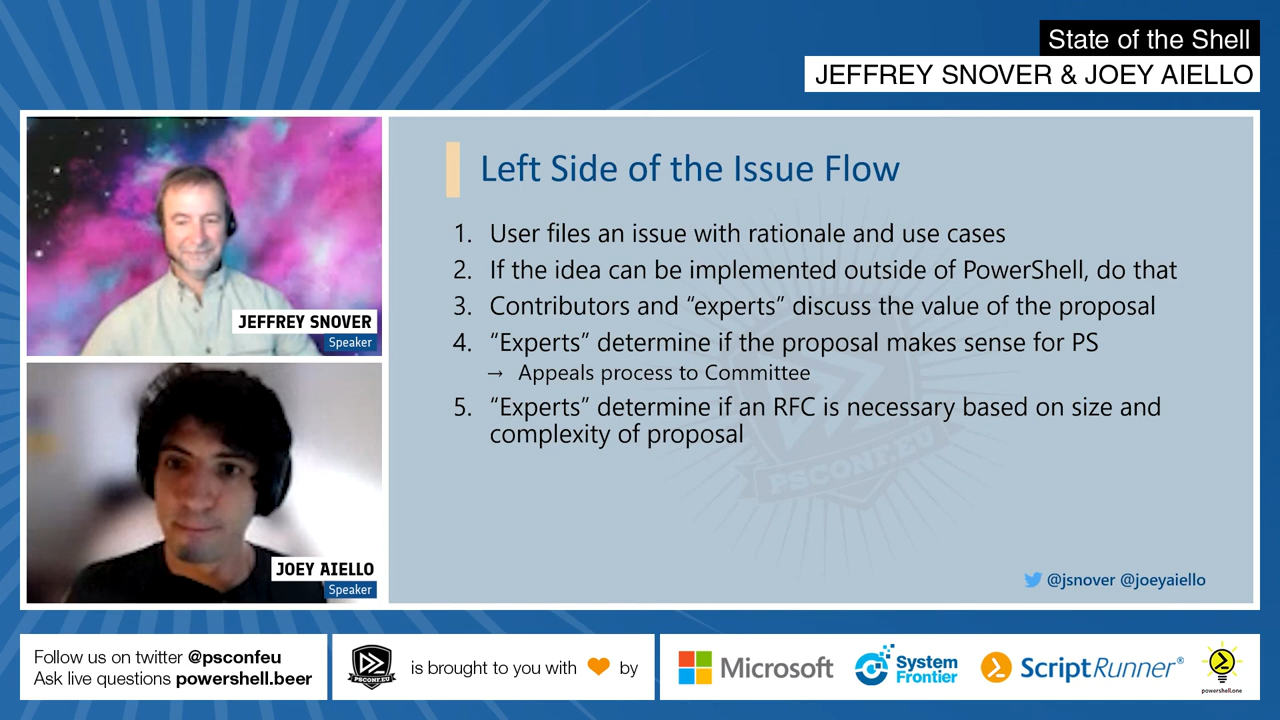 State of the Shell
JEFFREY SNOVER & JOEY AIELLO
JEFFREY SNOVER
Speaker
JOEY AIELLO
Speaker
Left Side of the Issue Flow
1. User files an issue with rationale and use cases
2. If the idea can be implemented outside of PowerShell, do that
3. Contributors and “experts” discuss the value of the proposal
4. “Experts” determine if the proposal makes sense for PS
→ Appeals process to Committee
5. “Experts” determine if an RFC is necessary based on size and
complexity of proposal
PSCONF.EU
@jsnover @joeyaiello
Follow us on twitter @psconfeu
Ask live questions powershell.beer
PSCONF.EU
is brought to you with
by
Microsoft
System
Frontier
ScriptRunner®
powershell.one